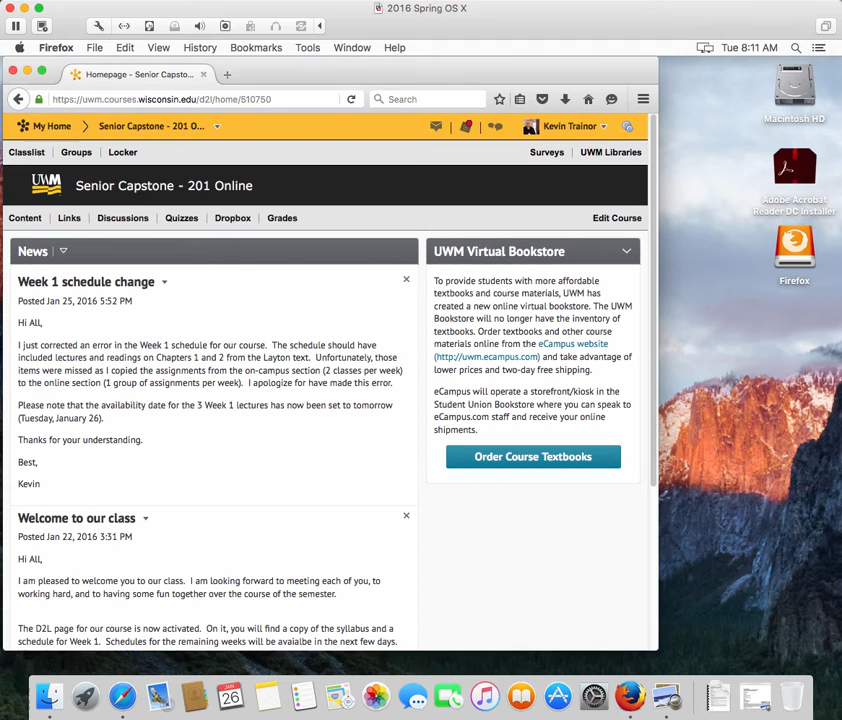 2016 Spring OS X
Firefox File Edit View History Bookmarks Tools Window Help Tue 8:11 AM
Homepage - Senior Capsto...
https://uwm.courses.wisconsin.edu/d2l/home/510750 Search
My Home Senior Capstone - 201 O... Kevin Trainor
Classlist Groups Locker Surveys UWM Libraries
UWM Senior Capstone - 201 Online
Content Links Discussions Quizzes Dropbox Grades Edit Course
News
Week 1 schedule change
Posted Jan 25, 2016 5:52 PM
Hi All,
I just corrected an error in the Week 1 schedule for our course. The schedule should have
included lectures and readings on Chapters 1 and 2 from the Layton text. Unfortunately, those
items were missed as I copied the assignments from the on-campus section (2 classes per week)
to the online section (1 group of assignments per week). I apologize for have made this error.
Please note that the availability date for the 3 Week 1 lectures has now been set to tomorrow
(Tuesday, January 26).
Thanks for your understanding.
Best,
Kevin
Welcome to our class
Posted Jan 22, 2016 3:31 PM
Hi All,
I am pleased to welcome you to our class. I am looking forward to meeting each of you, to
working hard, and to having some fun together over the course of the semester.
The D2L page for our course is now activated. On it, you will find a copy of the syllabus and a
schedule for Week 1. Schedules for the remaining weeks will be avaialbe in the next few days.
UWM Virtual Bookstore
To provide students with more affordable
textbooks and course materials, UWM has
created a new online virtual bookstore. The UWM
Bookstore will no longer have the inventory of
textbooks. Order textbooks and other course
materials online from the eCampus website
(http://uwm.ecampus.com) and take advantage of
lower prices and two-day free shipping.
eCampus will operate a storefront/kiosk in the
Student Union Bookstore where you can speak to
eCampus.com staff and receive your online
shipments.
Order Course Textbooks
Macintosh HD
Adobe Acrobat
Reader DC Installer
Firefox
JAN
26